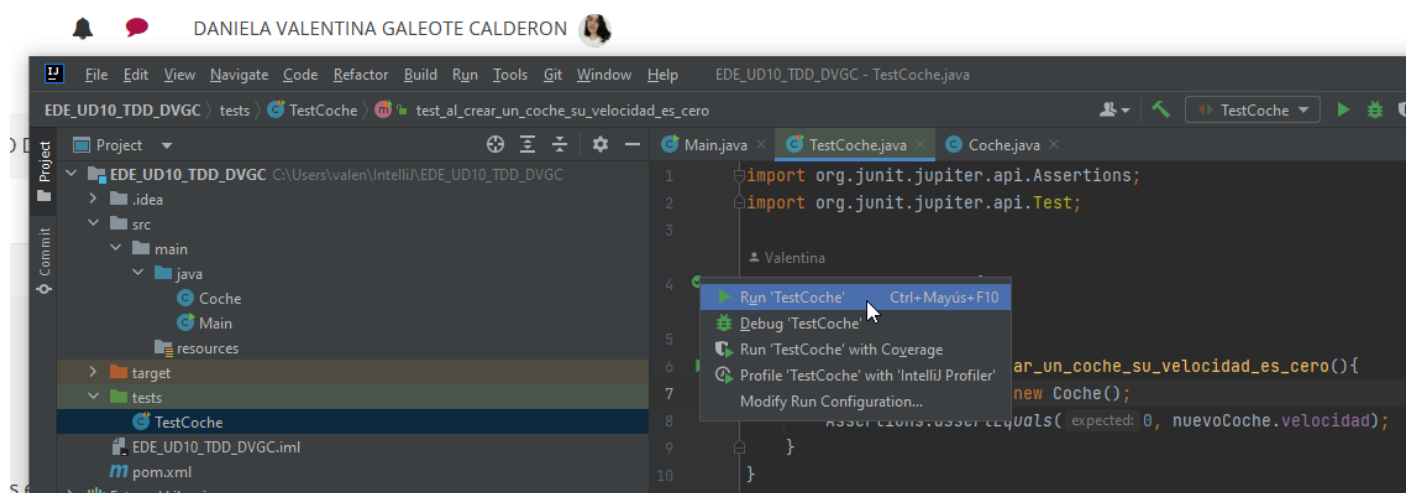 DANIELA VALENTINA GALEOTE CALDERON
File Edit View Navigate Code Refactor Build Run Tools Git Window Help EDE_UD10_TDD_DVGC - TestCoche.java
EDE_UD10_TDD_DVGC tests TestCoche test_al_crear_un_coche_su_velocidad_es_cero TestCoche
Project
Commit
Project
EDE_UD10_TDD_DVGC C:\Users\valen\IntelliJ\EDE_UD10_TDD_DVGC
.idea
src
main
java
Coche
Main
resources
target
tests
TestCoche
EDE_UD10_TDD_DVGC.iml
pom.xml
Main.java TestCoche.java Coche.java
1 import org.junit.jupiter.api.Assertions;
2 import org.junit.jupiter.api.Test;
3
Valentina
4 {
Run 'TestCoche' Ctrl+Mayús+F10
Debug 'TestCoche'
Run 'TestCoche' with Coverage
Profile 'TestCoche' with 'IntelliJ Profiler'
Modify Run Configuration...
5
6 ar_un_coche_su_velocidad_es_cero(){
7 new Coche();
8 Assertions.assertEquals( expected: 0, nuevoCoche.velocidad);
9 }
10 }